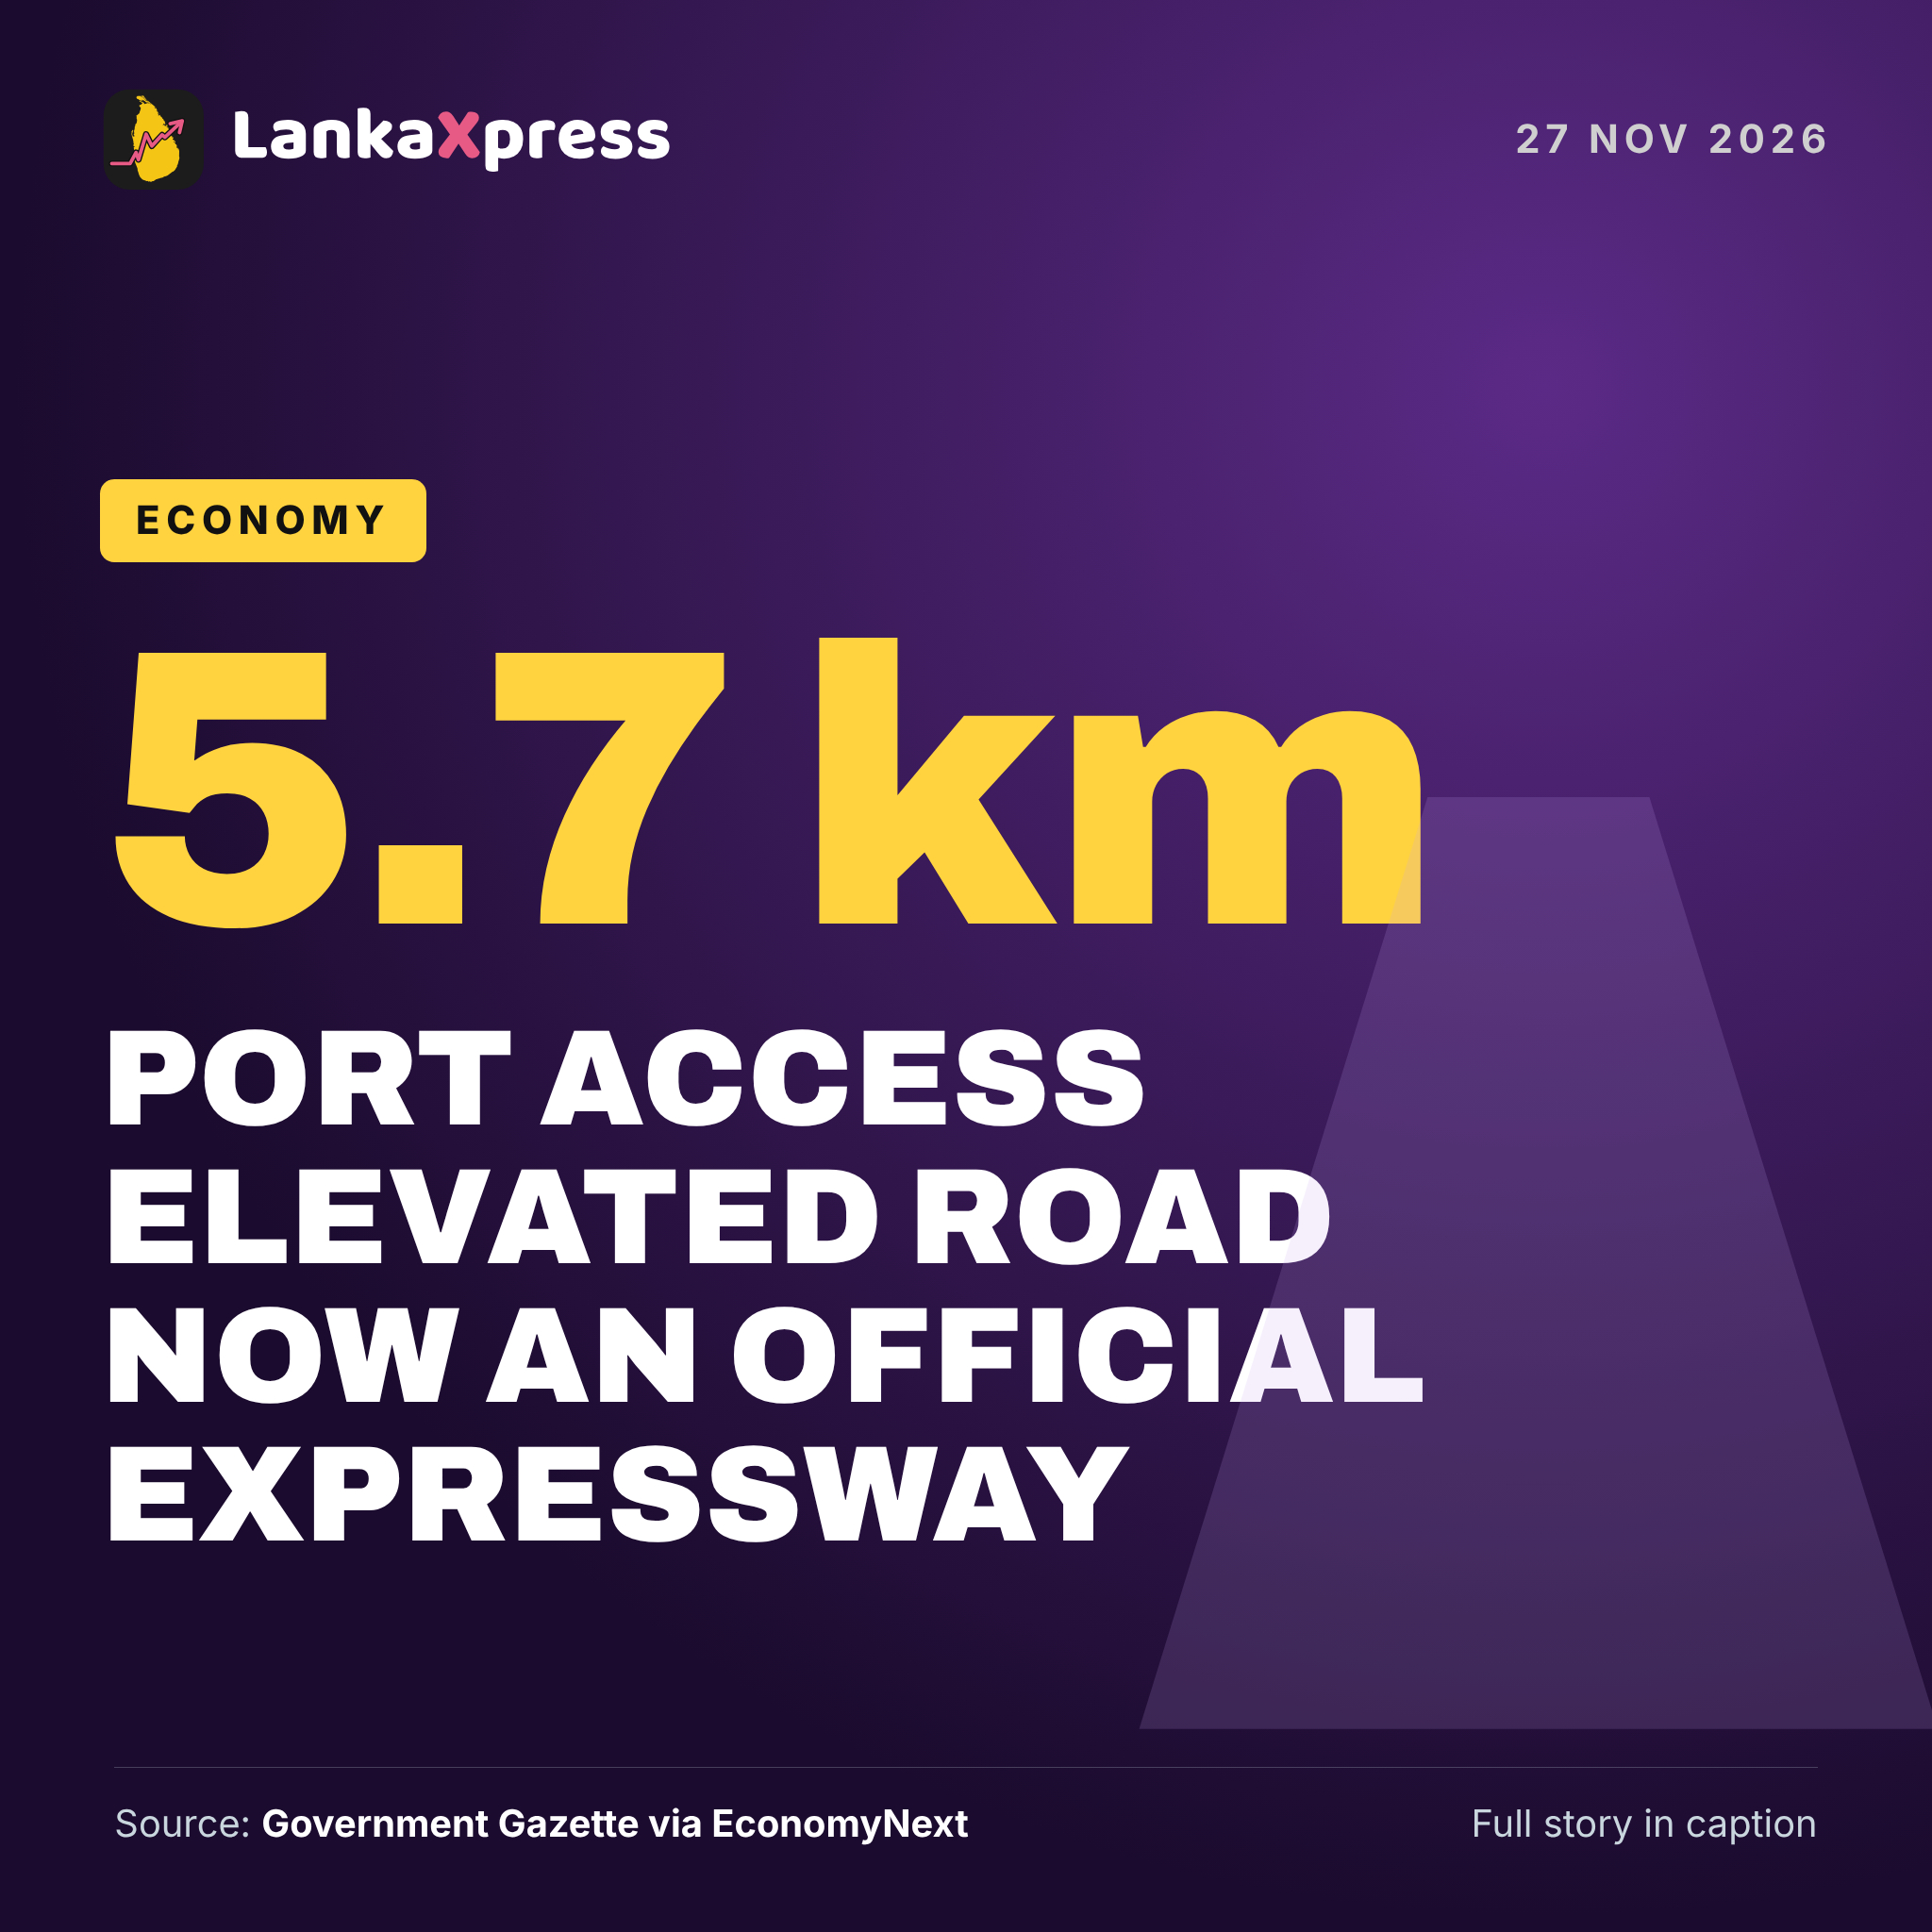 LankaXpress
27 NOV 2026
ECONOMY
5.7 km
PORT ACCESS
ELEVATED ROAD
NOW AN OFFICIAL
EXPRESSWAY
Source: Government Gazette via EconomyNext
Full story in caption